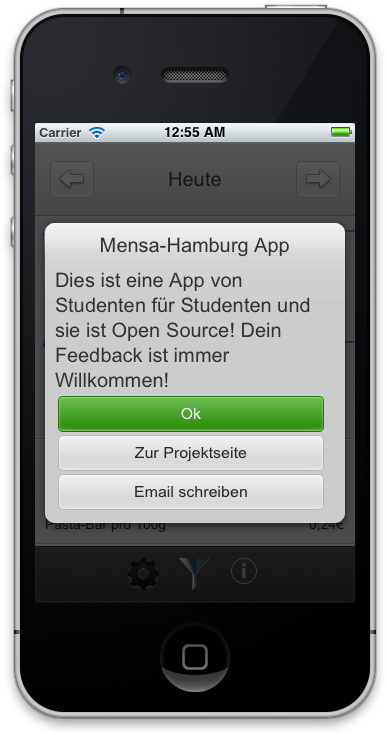 Carrier 12:55 AM
Heute
Mensa-Hamburg App
Dies ist eine App von
Studenten für Studenten und
sie ist Open Source! Dein
Feedback ist immer
Willkommen!
Ok
Zur Projektseite
Email schreiben
Pasta-Bar pro 100g 0,24€